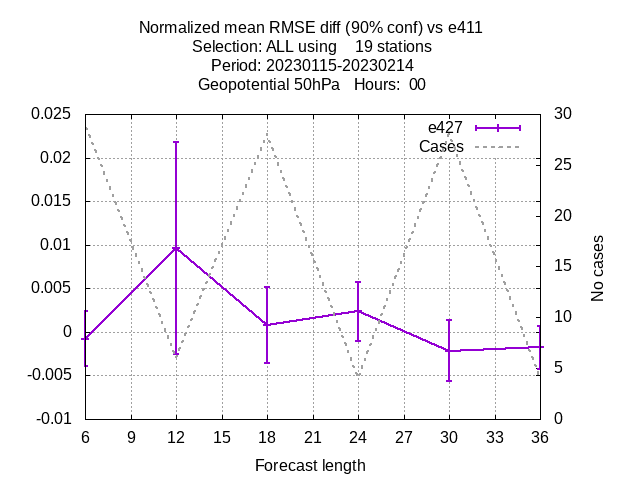 Normalized mean RMSE diff (90% conf) vs e411
Selection: ALL using    19 stations
Period: 20230115-20230214
Geopotential 50hPa   Hours:  00
0.025
0.02
0.015
0.01
0.005
0
-0.005
-0.01
e427
Cases
30
25
20
15
10
5
0
No cases
6 9 12 15 18 21 24 27 30 33 36
Forecast length